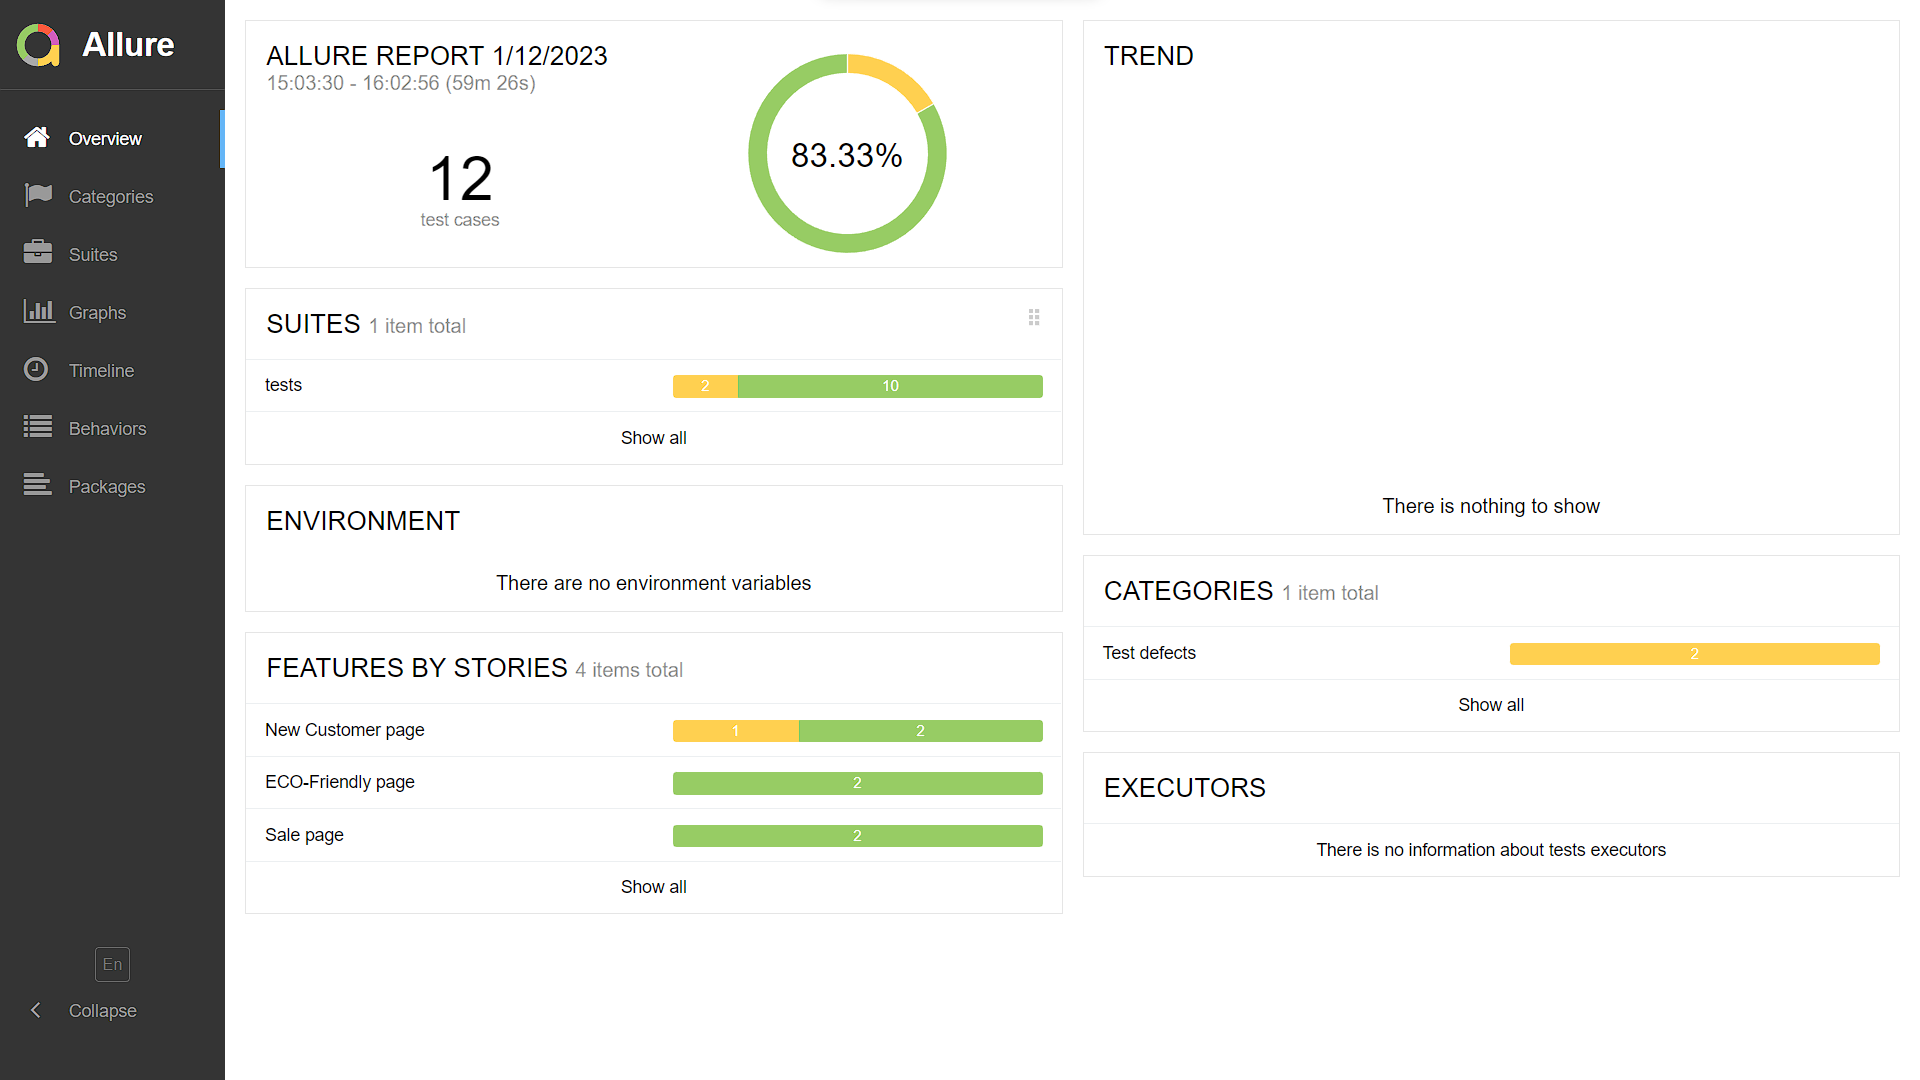 Allure
Overview
Categories
Suites
Graphs
Timeline
Behaviors
Packages
En
Collapse
ALLURE REPORT 1/12/2023
15:03:30 - 16:02:56 (59m 26s)
12
test cases
83.33%
SUITES 1 item total
tests 2 10
Show all
ENVIRONMENT
There are no environment variables
FEATURES BY STORIES 4 items total
New Customer page 1 2
ECO-Friendly page 2
Sale page 2
Show all
TREND
There is nothing to show
CATEGORIES 1 item total
Test defects 2
Show all
EXECUTORS
There is no information about tests executors